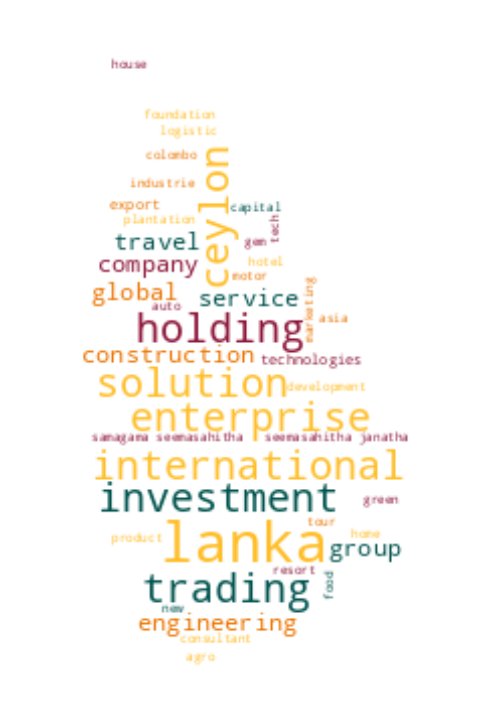 house
foundation
logistic
colombo
ceylon
industrie
export
capital
plantation
tech
travel
gem
company
hotel
motor
global
service
auto
marketing
holding
asia
construction
technologies
solution
development
enterprise
samagama seemasahitha
seemasahitha janatha
international
investment
green
lanka
tour
product
home
group
resort
trading
food
new
engineering
consultant
agro